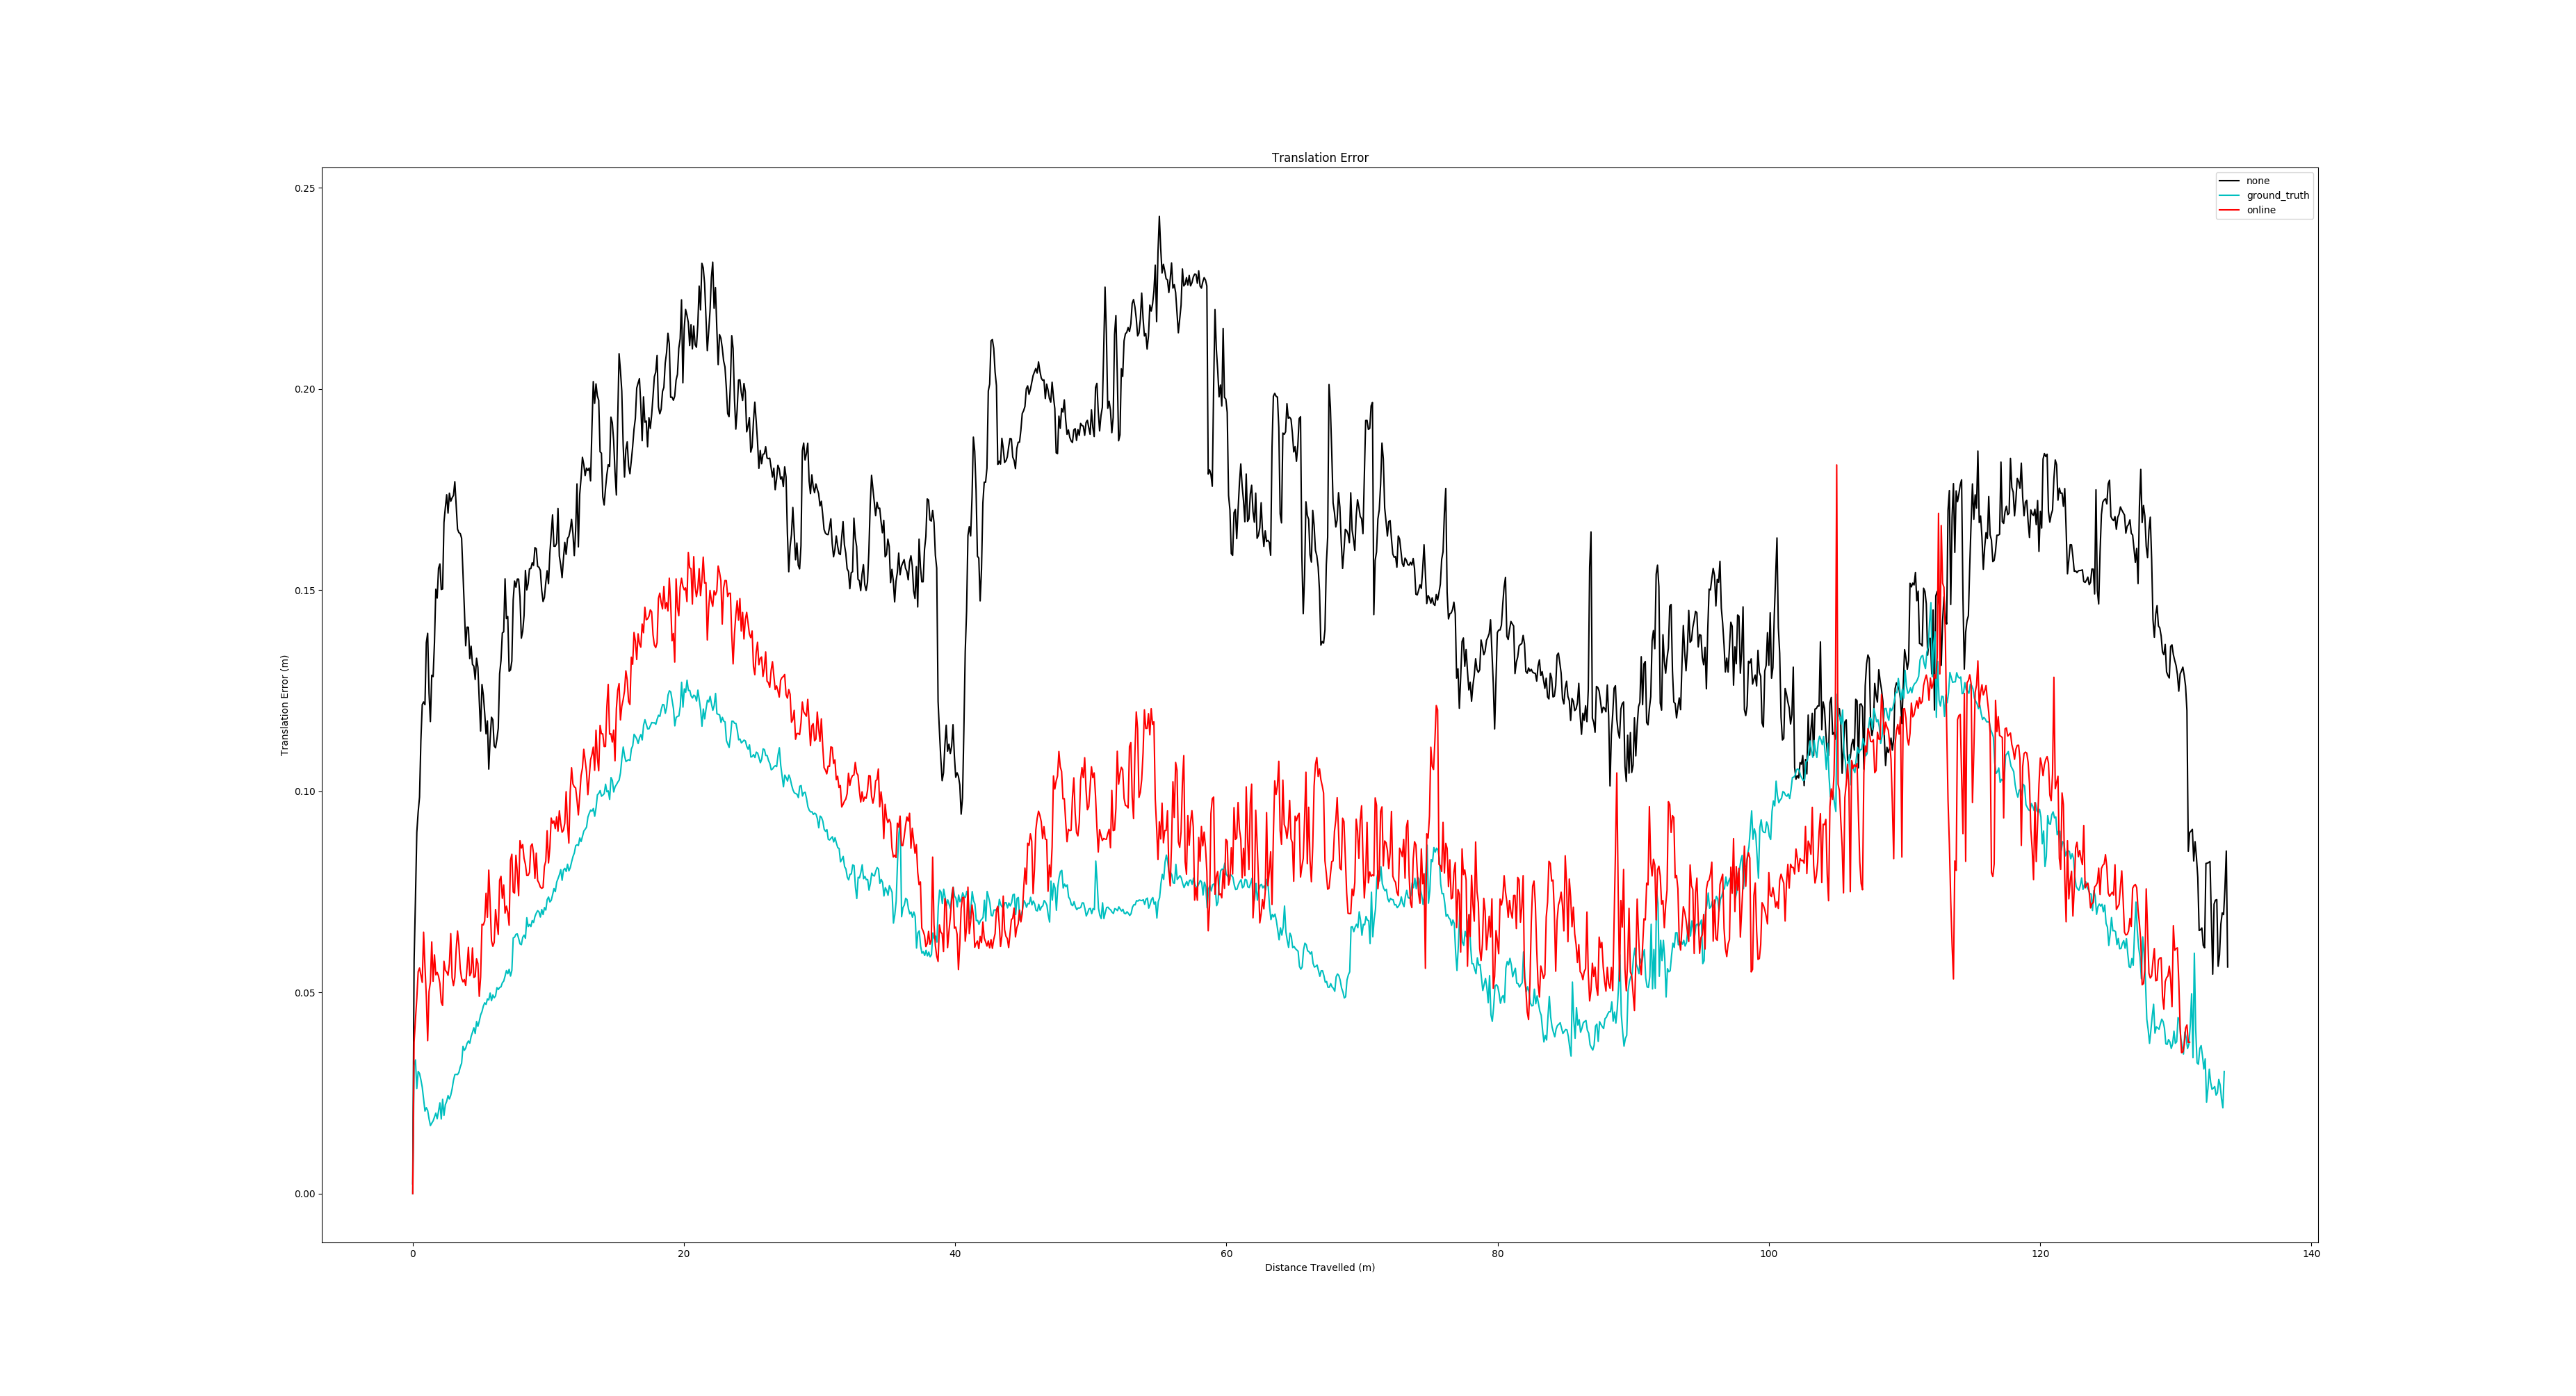 Translation Error
none
ground_truth
online
0.25
0.20
0.15
0.10
0.05
0.00
Translation Error (m)
0 20 40 60 80 100 120 140
Distance Travelled (m)